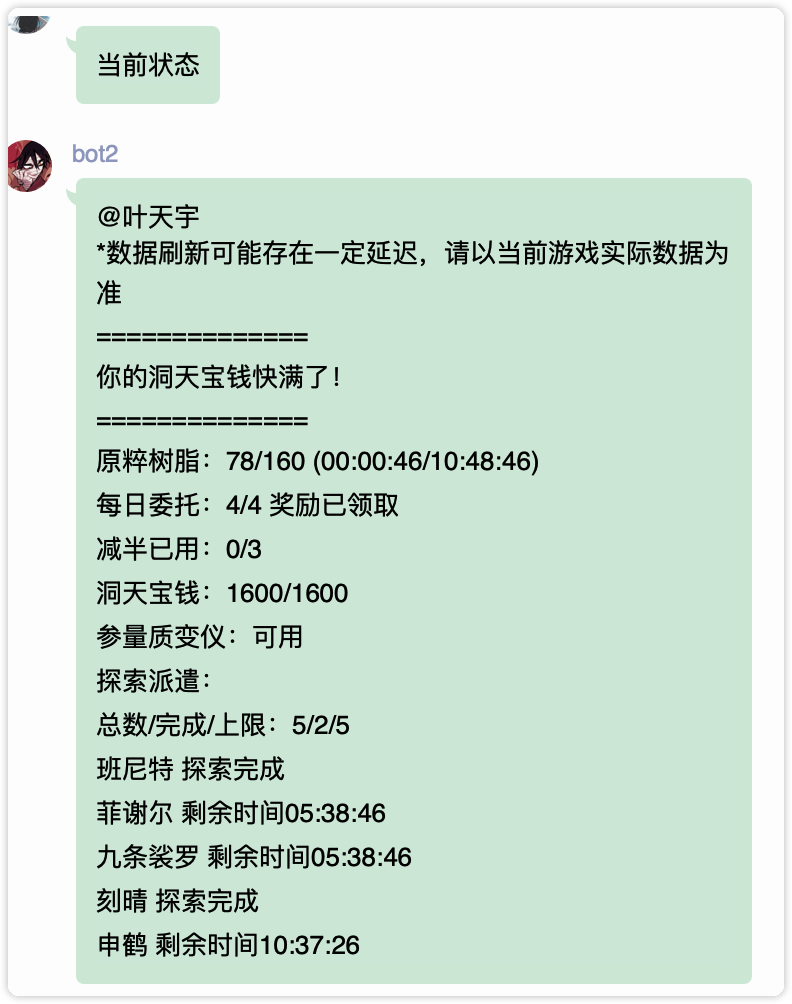 当前状态
bot2
@叶天宇
*数据刷新可能存在一定延迟，请以当前游戏实际数据为
准
==============
你的洞天宝钱快满了！
==============
原粹树脂：78/160 (00:00:46/10:48:46)
每日委托：4/4 奖励已领取
减半已用：0/3
洞天宝钱：1600/1600
参量质变仪：可用
探索派遣：
总数/完成/上限：5/2/5
班尼特 探索完成
菲谢尔 剩余时间05:38:46
九条裟罗 剩余时间05:38:46
刻晴 探索完成
申鹤 剩余时间10:37:26